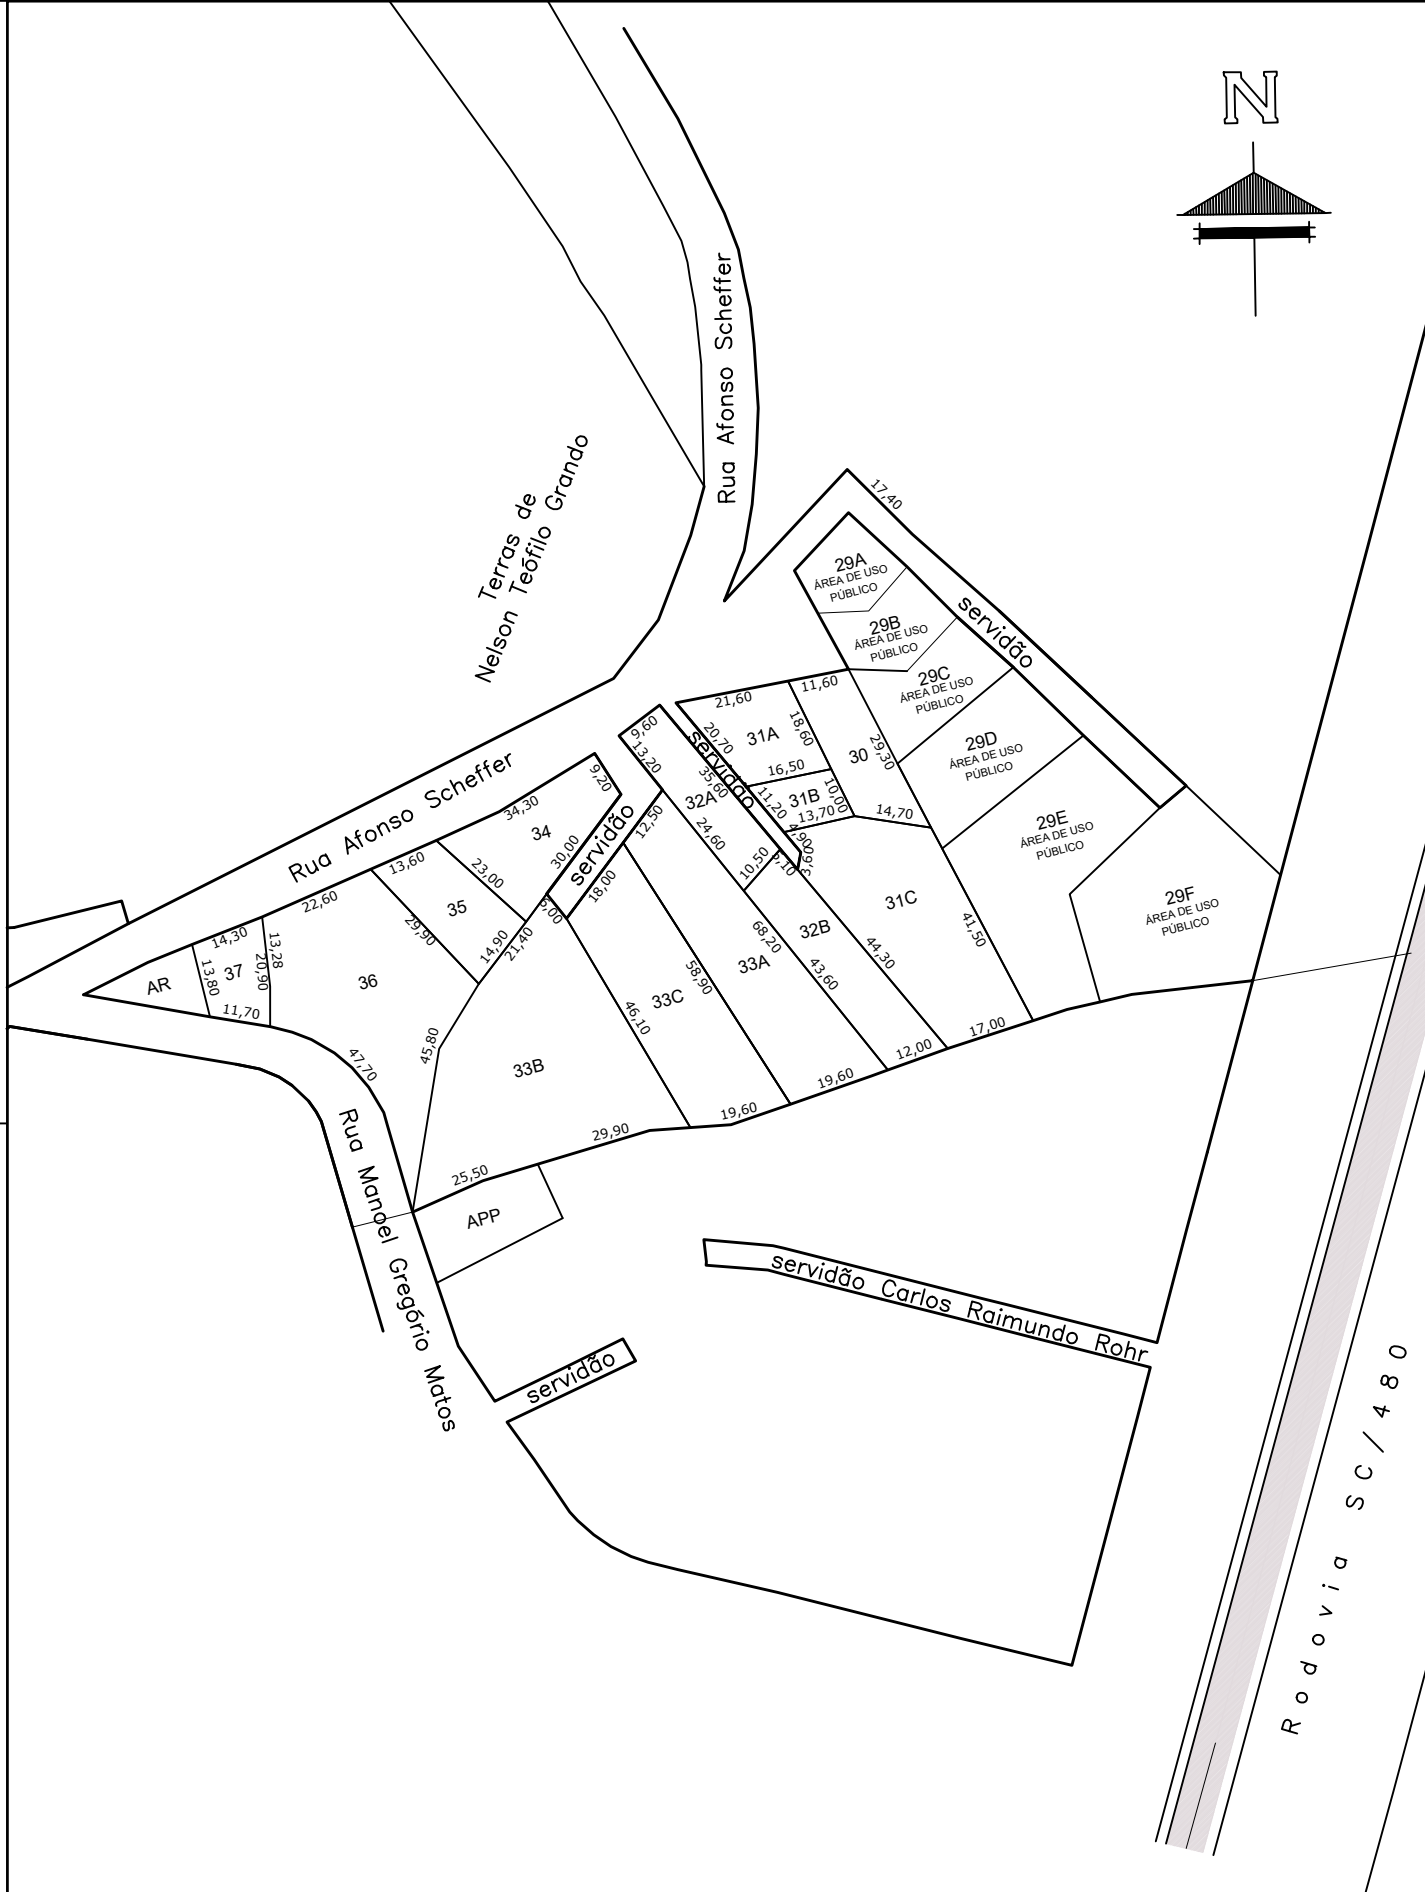 N
Rua Afonso Scheffer
Terras de
Nelson Teófilo Grando
17,40
29A
ÁREA DE USO
PÚBLICO
29B
ÁREA DE USO
PÚBLICO
servidão
29C
ÁREA DE USO
PÚBLICO
29D
ÁREA DE USO
PÚBLICO
29E
ÁREA DE USO
PÚBLICO
29F
ÁREA DE USO
PÚBLICO
21,60
11,60
20,70
31A
18,60
30
29,30
16,50
31B
10,00
11,20
13,70
14,70
4,90
3,60
5,10
31C
41,50
44,30
17,00
9,60
13,20
servidão
35,60
32A
24,60
10,50
32B
68,20
43,60
12,00
Rua Afonso Scheffer
9,20
34,30
34
30,00
servidão
12,50
18,00
5,00
13,60
23,00
35
29,90
14,90
21,40
22,60
36
14,30
13,28
37
20,90
13,80
AR
11,70
47,70
45,80
33A
58,90
33C
46,10
33B
19,60
19,60
29,90
25,50
APP
Rua Manoel Gregório Matos
servidão Carlos Raimundo Rohr
servidão
Rodovia SC/480